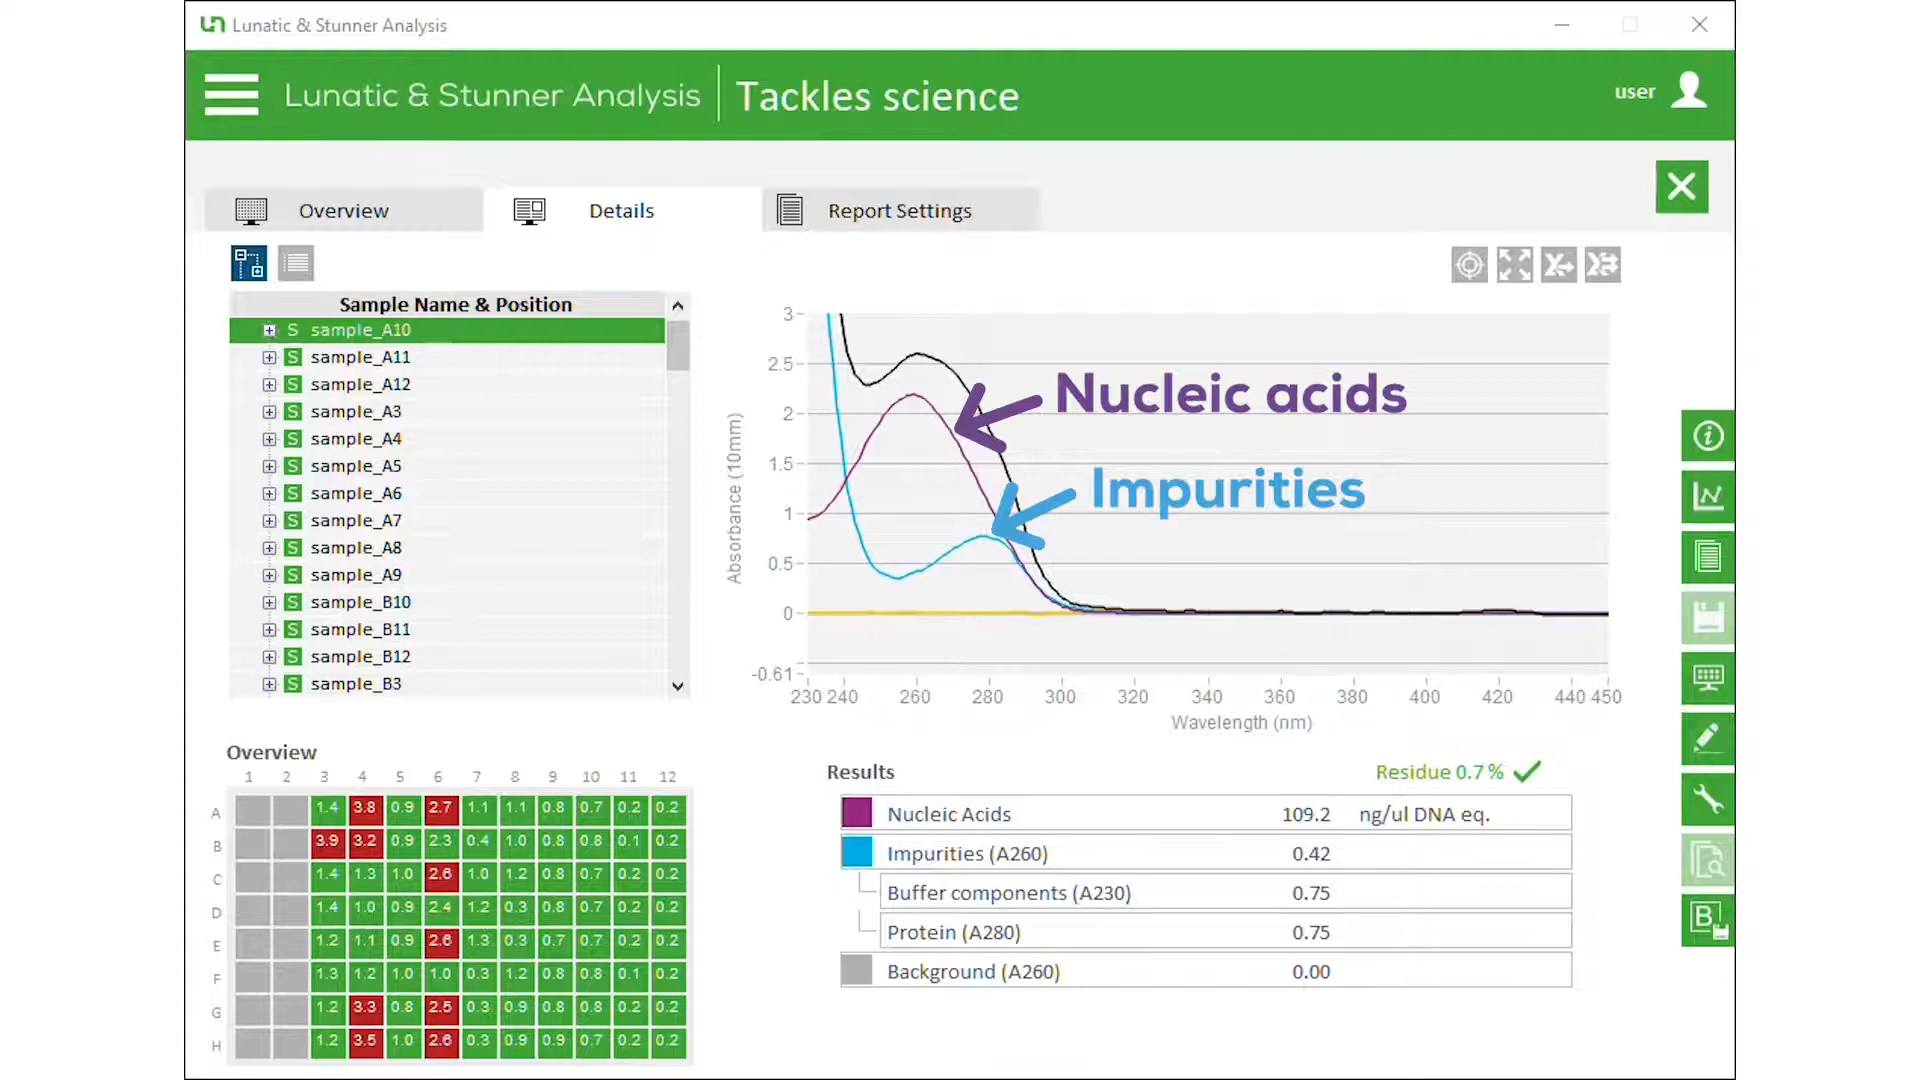 Lunatic & Stunner Analysis
Lunatic & Stunner Analysis
Tackles science
user
Overview
Details
Report Settings
Sample Name & Position
S sample_A10
S sample_A11
S sample_A12
S sample_A3
S sample_A4
S sample_A5
S sample_A6
S sample_A7
S sample_A8
S sample_A9
S sample_B10
S sample_B11
S sample_B12
S sample_B3
Absorbance (10mm)
3
2.5
2
1.5
1
0.5
0
-0.61
Nucleic acids
Impurities
230 240 260 280 300 320 340 360 380 400 420 440 450
Wavelength (nm)
Overview
1 2 3 4 5 6 7 8 9 10 11 12
A 1.4 3.8 0.9 2.7 1.1 1.1 0.8 0.7 0.2 0.2
B 3.9 3.2 0.9 2.3 0.4 1.0 0.8 0.8 0.1 0.2
C 1.4 1.3 1.0 2.6 1.0 1.2 0.8 0.7 0.2 0.2
D 1.4 1.0 0.9 2.4 1.2 0.3 0.8 0.7 0.2 0.2
E 1.2 1.1 0.9 2.6 1.3 0.3 0.7 0.7 0.2 0.2
F 1.3 1.2 1.0 1.0 0.3 1.2 0.8 0.8 0.1 0.2
G 1.2 3.3 0.8 2.5 0.3 0.9 0.8 0.8 0.2 0.2
H 1.2 3.5 1.0 2.6 0.3 0.9 0.9 0.7 0.2 0.2
Results
Residue 0.7 %
Nucleic Acids 109.2 ng/ul DNA eq.
Impurities (A260) 0.42
Buffer components (A230) 0.75
Protein (A280) 0.75
Background (A260) 0.00
B